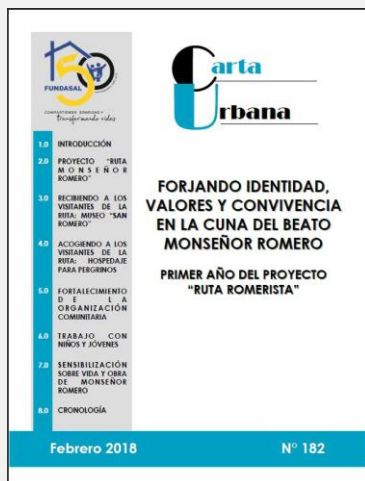 50
FUNDASAL
COMPARTIENDO ENERGÍAS Y
transformando vidas
Carta
Urbana
1.0 INTRODUCCIÓN
2.0 PROYECTO “RUTA
MONSEÑOR
ROMERO”
3.0 RECIBIENDO A LOS
VISITANTES DE LA
RUTA: MUSEO “SAN
ROMERO”
4.0 ACOGIENDO A LOS
VISITANTES DE LA
RUTA: HOSPEDAJE
PARA PERGRINOS
5.0 FORTALECIMIENTO
DE LA
ORGANIZACIÓN
COMUNITARIA
6.0 TRABAJO CON
NIÑOS Y JÓVENES
7.0 SENSIBILIZACIÓN
SOBRE VIDA Y OBRA
DE MONSEÑOR
ROMERO
8.0 CRONOLOGÍA
FORJANDO IDENTIDAD,
VALORES Y CONVIVENCIA
EN LA CUNA DEL BEATO
MONSEÑOR ROMERO
PRIMER AÑO DEL PROYECTO
“RUTA ROMERISTA”
Febrero 2018
N° 182